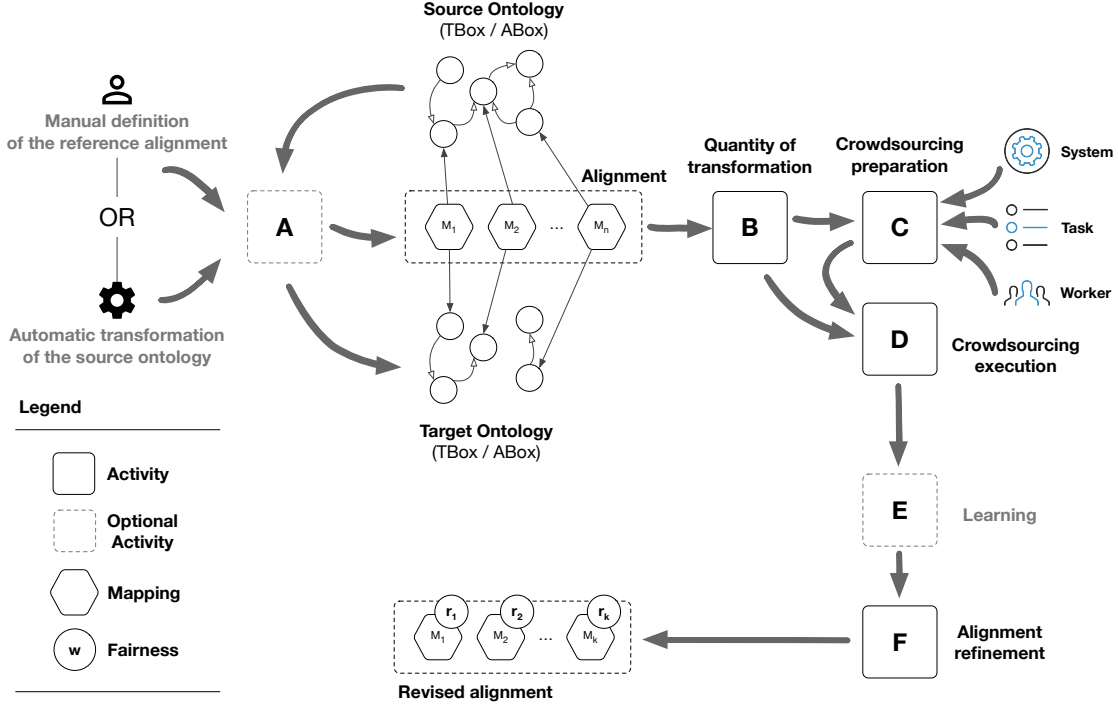 Source Ontology
(TBox / ABox)
Manual definition
of the reference alignment
OR
Automatic transformation
of the source ontology
A
Alignment
M1
M2
...
Mn
Target Ontology
(TBox / ABox)
Quantity of
transformation
B
Crowdsourcing
preparation
C
System
Task
Worker
D
Crowdsourcing
execution
E
Learning
F
Alignment
refinement
r1
r2
rk
M1
M2
...
Mk
Revised alignment
Legend
Activity
Optional
Activity
Mapping
w
Fairness